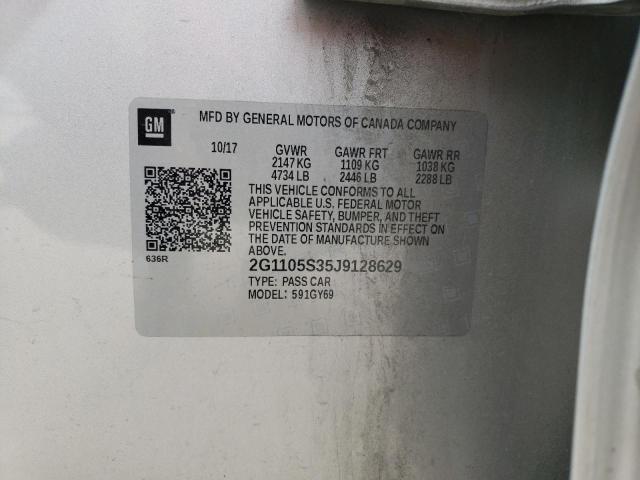 GM
MFD BY GENERAL MOTORS OF CANADA COMPANY
10/17 GVWR GAWR FRT GAWR RR
2147 KG 1109 KG 1038 KG
4734 LB 2446 LB 2288 LB
THIS VEHICLE CONFORMS TO ALL
APPLICABLE U.S. FEDERAL MOTOR
VEHICLE SAFETY, BUMPER, AND THEFT
PREVENTION STANDARDS IN EFFECT ON
THE DATE OF MANUFACTURE SHOWN
ABOVE.
636R
2G1105S35J9128629
TYPE: PASS CAR
MODEL: 591GY69